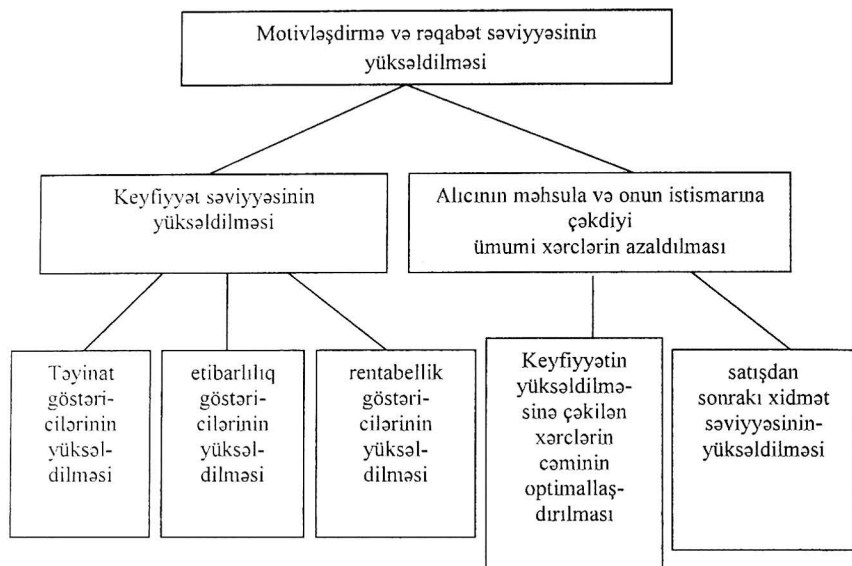 Motivləşdirmə və rəqabət səviyyəsinin
yüksəldilməsi
Keyfiyyət səviyyəsinin
yüksəldilməsi
Alıcının məhsula və onun istismarına
çəkdiyi
ümumi xərclərin azaldılması
Təyinat
göstəri-
cilərinin
yüksəl-
dilməsi
etibarlılıq
göstəri-
cilərinin
yüksəl-
dilməsi
rentabellik
göstəri-
cilərinin
yüksəl-
dilməsi
Keyfiyyətin
yüksəldilmə-
sinə çəkilən
xərclərin
cəminin
optimallaş-
dırılması
satışdan
sonrakı xidmət
səviyyəsinin-
yüksəldilməsi